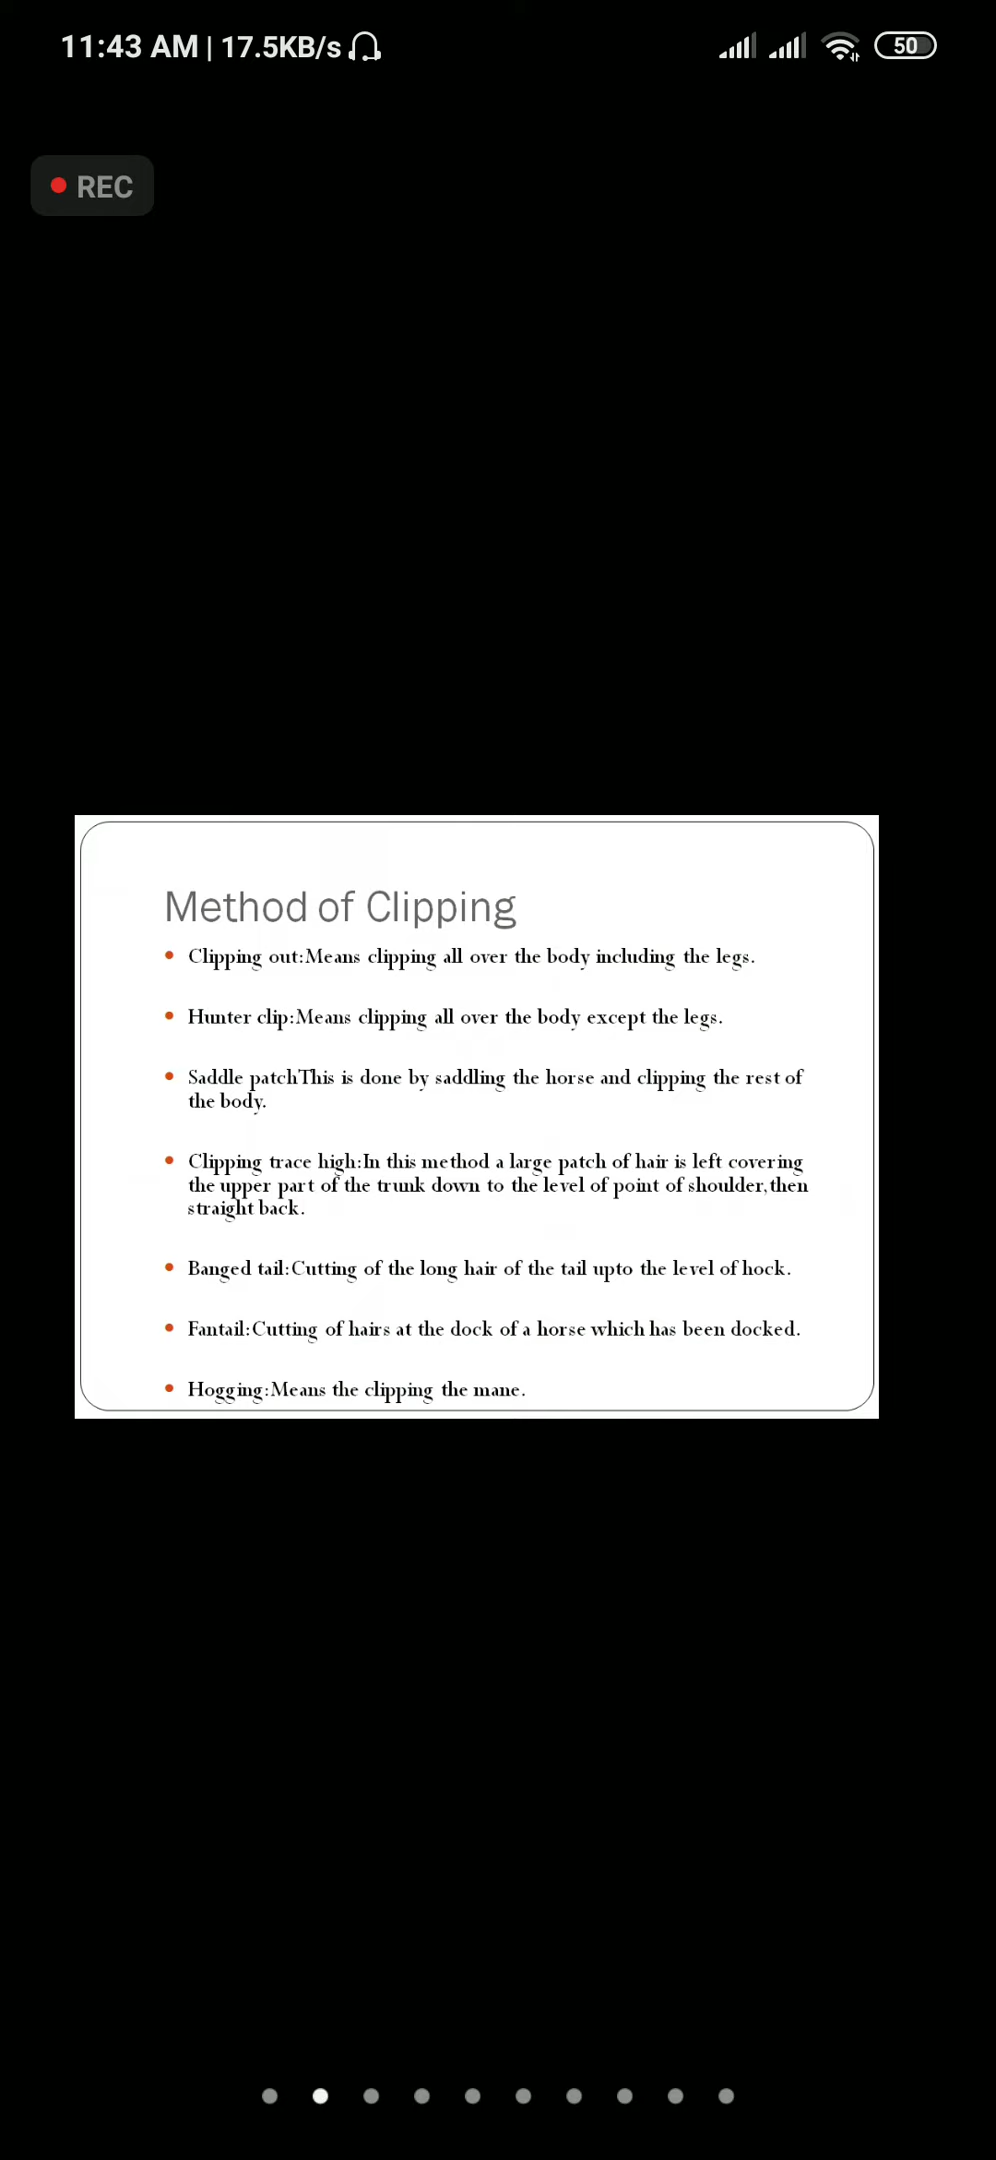 11:43 AM | 17.5KB/s
50
REC
Method of Clipping
Clipping out:Means clipping all over the body including the legs.
Hunter clip:Means clipping all over the body except the legs.
Saddle patchThis is done by saddling the horse and clipping the rest of
the body.
Clipping trace high:In this method a large patch of hair is left covering
the upper part of the trunk down to the level of point of shoulder,then
straight back.
Banged tail:Cutting of the long hair of the tail upto the level of hock.
Fantail:Cutting of hairs at the dock of a horse which has been docked.
Hogging:Means the clipping the mane.